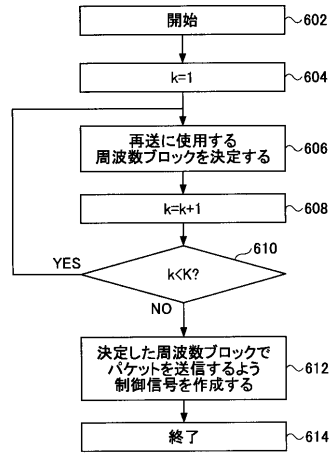 開始
602
k=1
604
再送に使用する
周波数ブロックを決定する
606
k=k+1
608
610
k<K?
YES
NO
決定した周波数ブロックで
パケットを送信するよう
制御信号を作成する
612
終了
614